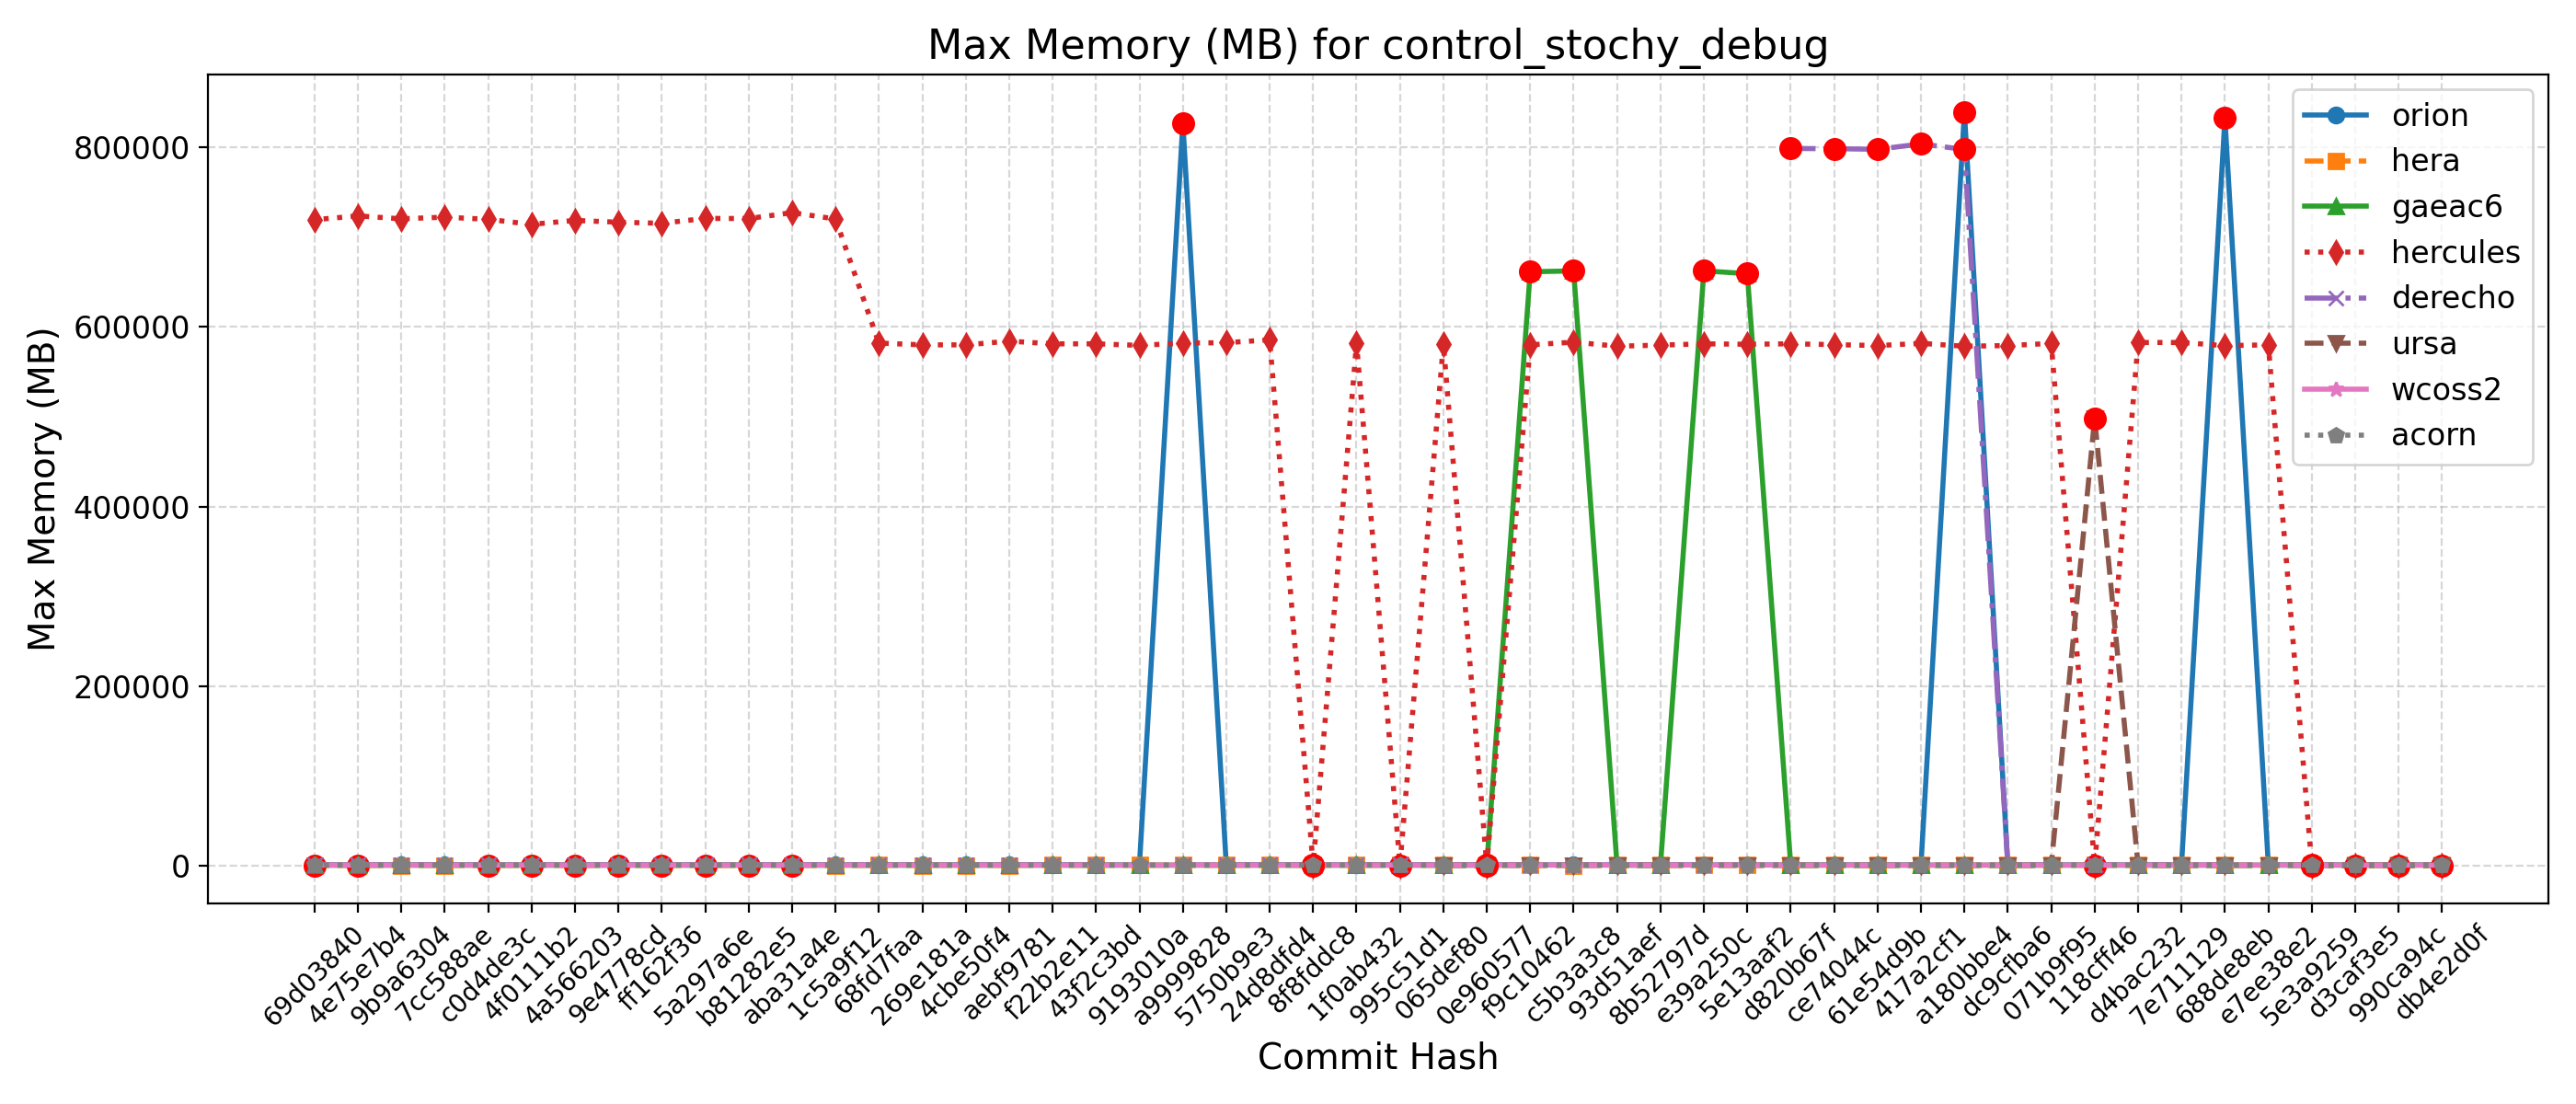 Max Memory (MB) for control_stochy_debug
Max Memory (MB)
800000
600000
400000
200000
0
orion
hera
gaeac6
hercules
derecho
ursa
wcoss2
acorn
69d03840
4e75e7b4
9b9a6304
7cc588ae
c0d4de3c
4f0111b2
4a566203
9e4778cd
ff162f36
5a297a6e
b81282e5
aba31a4e
1c5a9f12
68fd7faa
269e181a
4cbe50f4
aebf9781
f22b2e11
43f2c3bd
9193010a
a9999828
5750b9e3
24d8dfd4
8f8fddc8
1f0ab432
995c51d1
065def80
0e960577
f9c10462
c5b3a3c8
93d51aef
8b52797d
e39a250c
5e13aaf2
d820b67f
ce74044c
61e54d9b
417a2cf1
a180bbe4
dc9cfba6
071b9f95
118cff46
d4bac232
7e711129
688de8eb
e7ee38e2
5e3a9259
d3caf3e5
990ca94c
db4e2d0f
Commit Hash